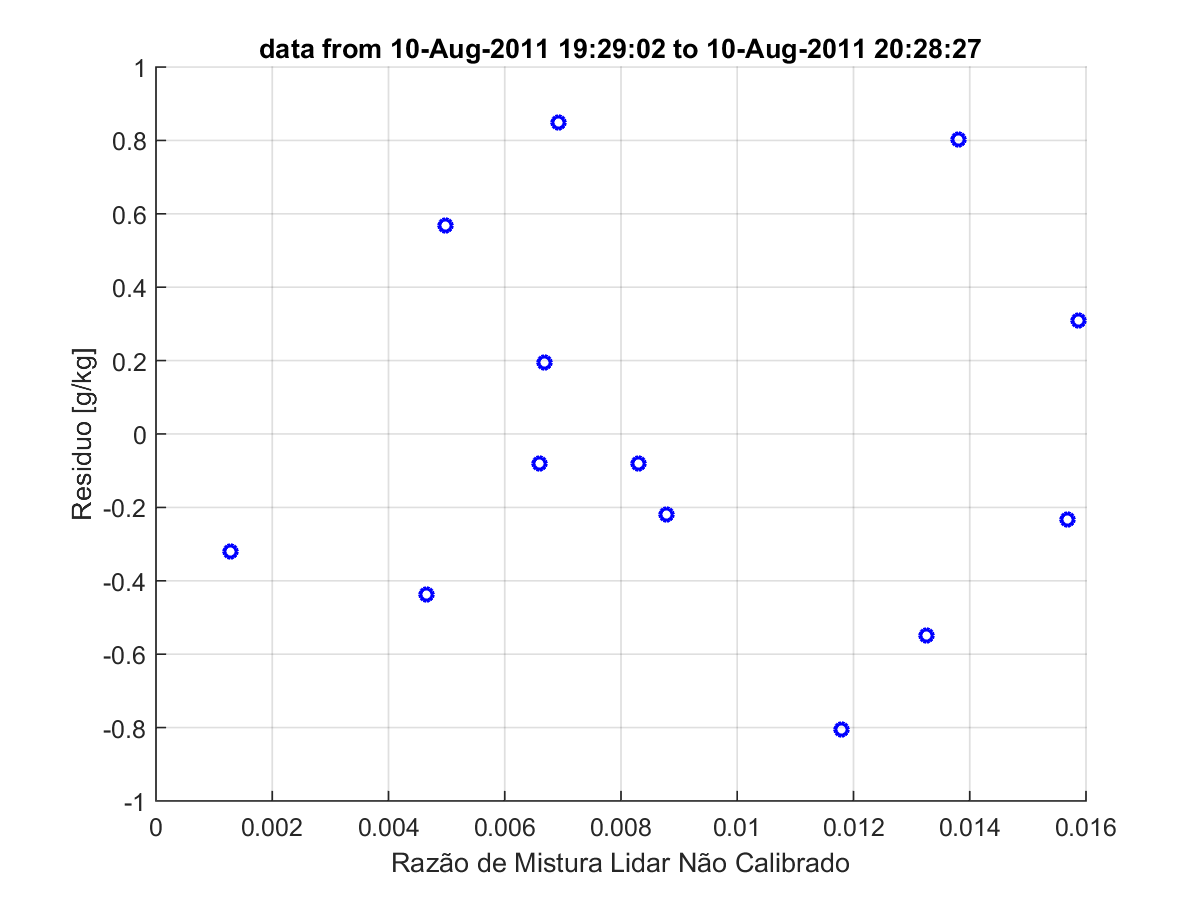 data from 10-Aug-2011 19:29:02 to 10-Aug-2011 20:28:27
1
0.8
0.6
0.4
0.2
0
-0.2
-0.4
-0.6
-0.8
-1
Residuo [g/kg]
0 0.002 0.004 0.006 0.008 0.01 0.012 0.014 0.016
Razão de Mistura Lidar Não Calibrado